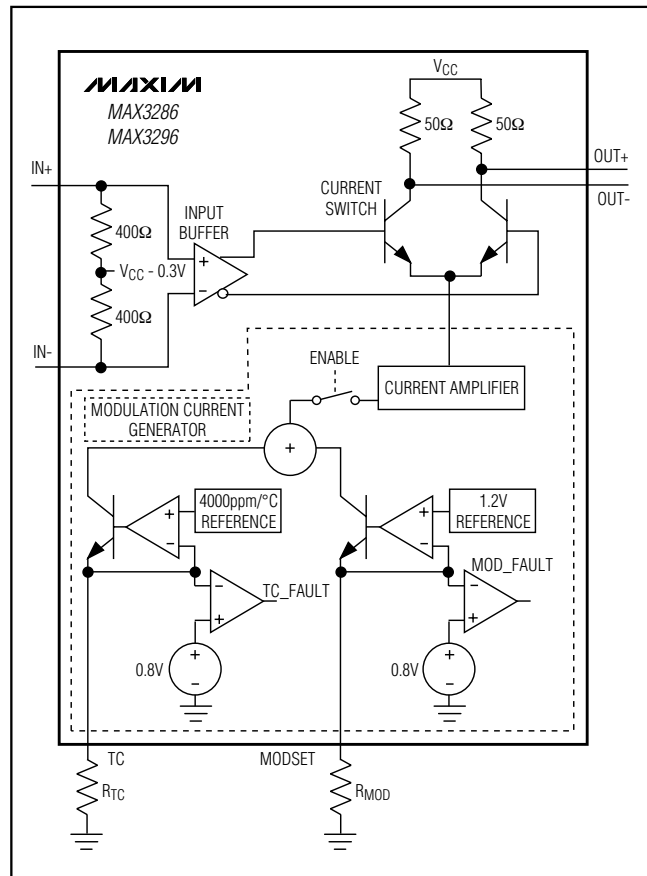 MAXIM
MAX3286
MAX3296
VCC
50Ω
50Ω
IN+
OUT+
OUT-
CURRENT
SWITCH
INPUT
BUFFER
400Ω
+
VCC - 0.3V
-
400Ω
IN-
ENABLE
CURRENT AMPLIFIER
MODULATION CURRENT
GENERATOR
+
4000ppm/°C
REFERENCE
+
-
1.2V
REFERENCE
+
-
TC_FAULT
-
+
MOD_FAULT
-
+
0.8V
+
-
0.8V
+
-
TC
MODSET
RTC
RMOD